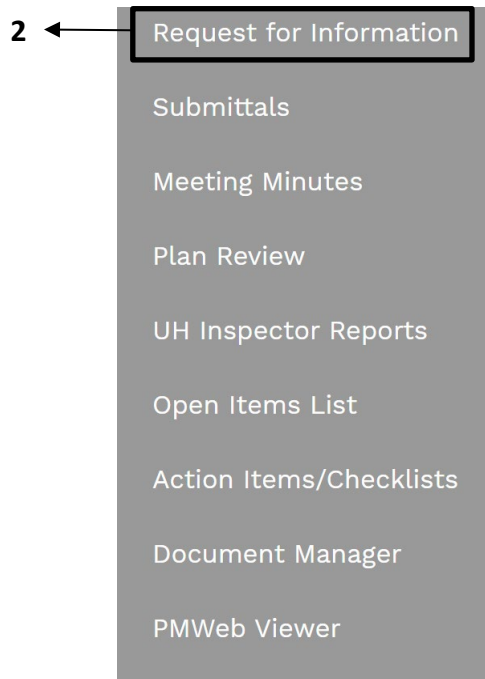 2
Request for Information
Submittals
Meeting Minutes
Plan Review
UH Inspector Reports
Open Items List
Action Items/Checklists
Document Manager
PMWeb Viewer